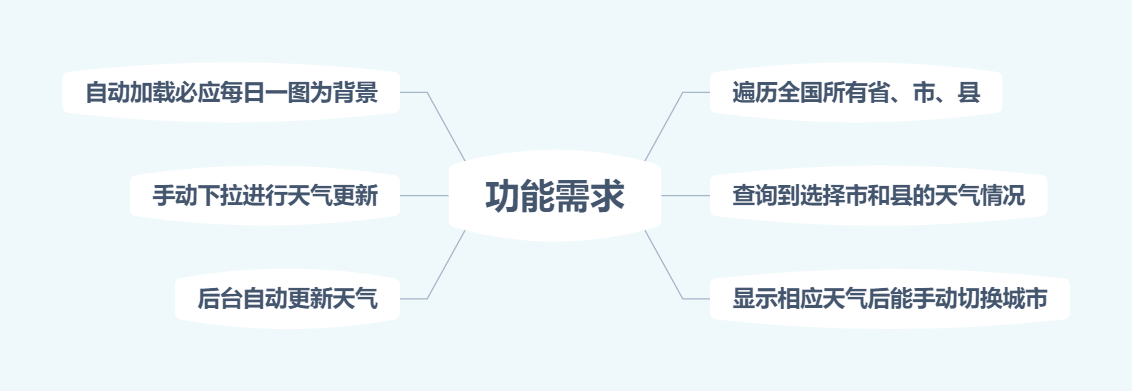 功能需求
自动加载必应每日一图为背景
手动下拉进行天气更新
后台自动更新天气
遍历全国所有省、市、县
查询到选择市和县的天气情况
显示相应天气后能手动切换城市